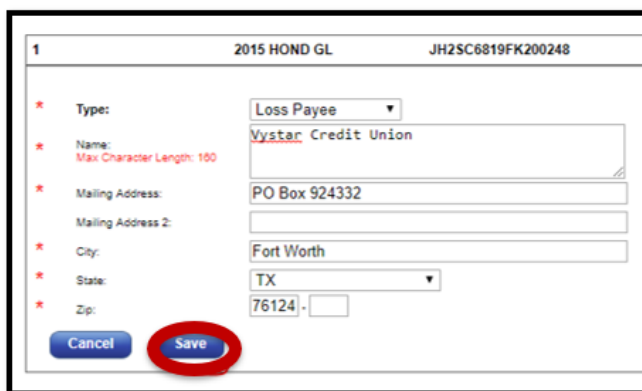 1 2015 HOND GL JH2SC6819FK200248
* Type: Loss Payee
* Name: Vystar Credit Union
Max Character Length: 160
* Mailing Address: PO Box 924332
Mailing Address 2:
* City: Fort Worth
* State: TX
* Zip: 76124 -
Cancel Save